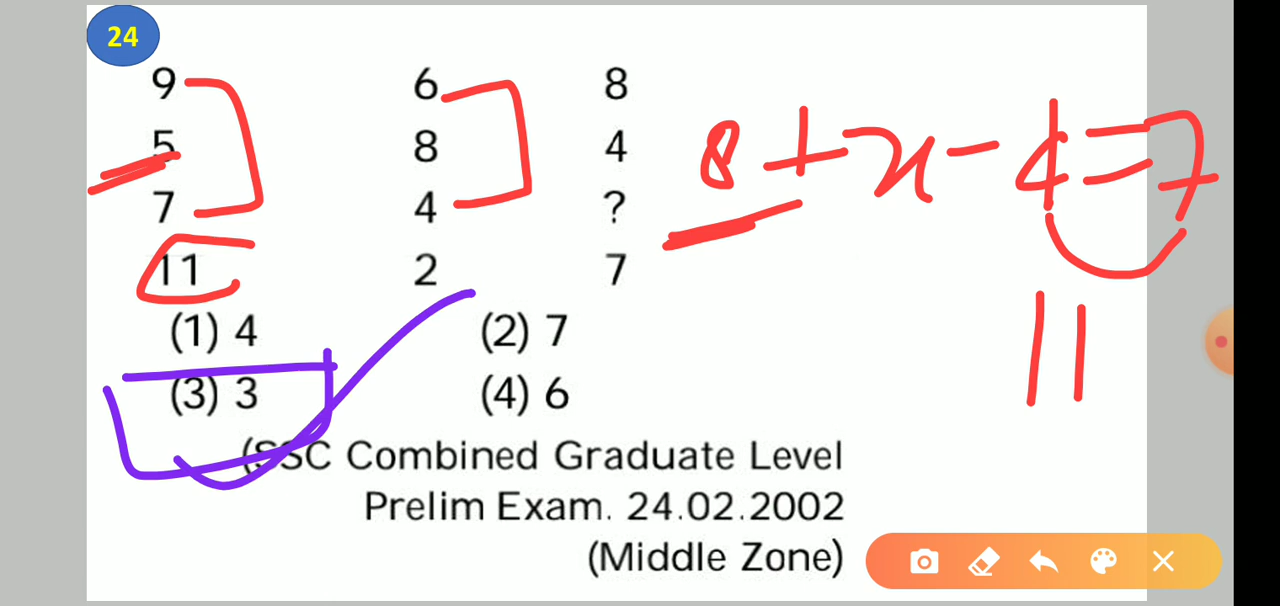 24
9 6 8
5 8 4
7 4 ?
11 2 7
8 + x - 4 = 7
11
(1) 4 (2) 7
(3) 3 (4) 6
(SSC Combined Graduate Level
Prelim Exam. 24.02.2002
(Middle Zone)